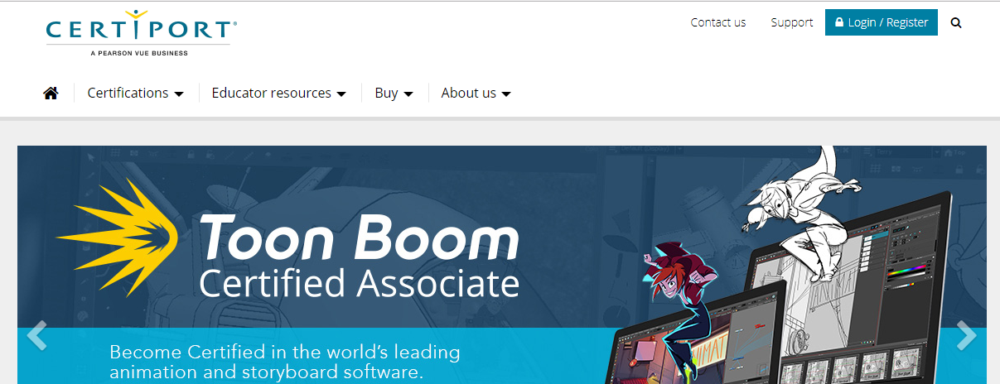 CERTIPORT®
A PEARSON VUE BUSINESS
Contact us Support Login / Register
Certifications Educator resources Buy About us
Toon Boom
Certified Associate
Become Certified in the world's leading
animation and storyboard software.